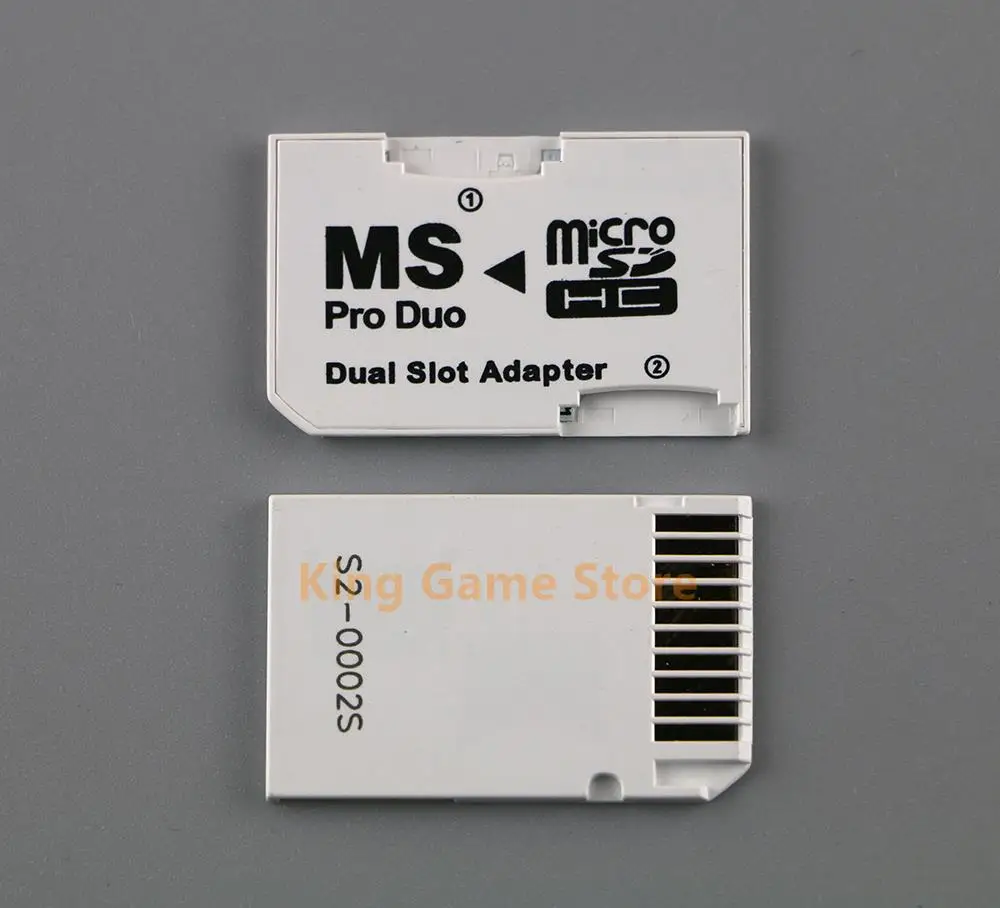 ①
MS
Pro Duo
micro
SD
HC
Dual Slot Adapter
②
King Game Store
S2-0002S